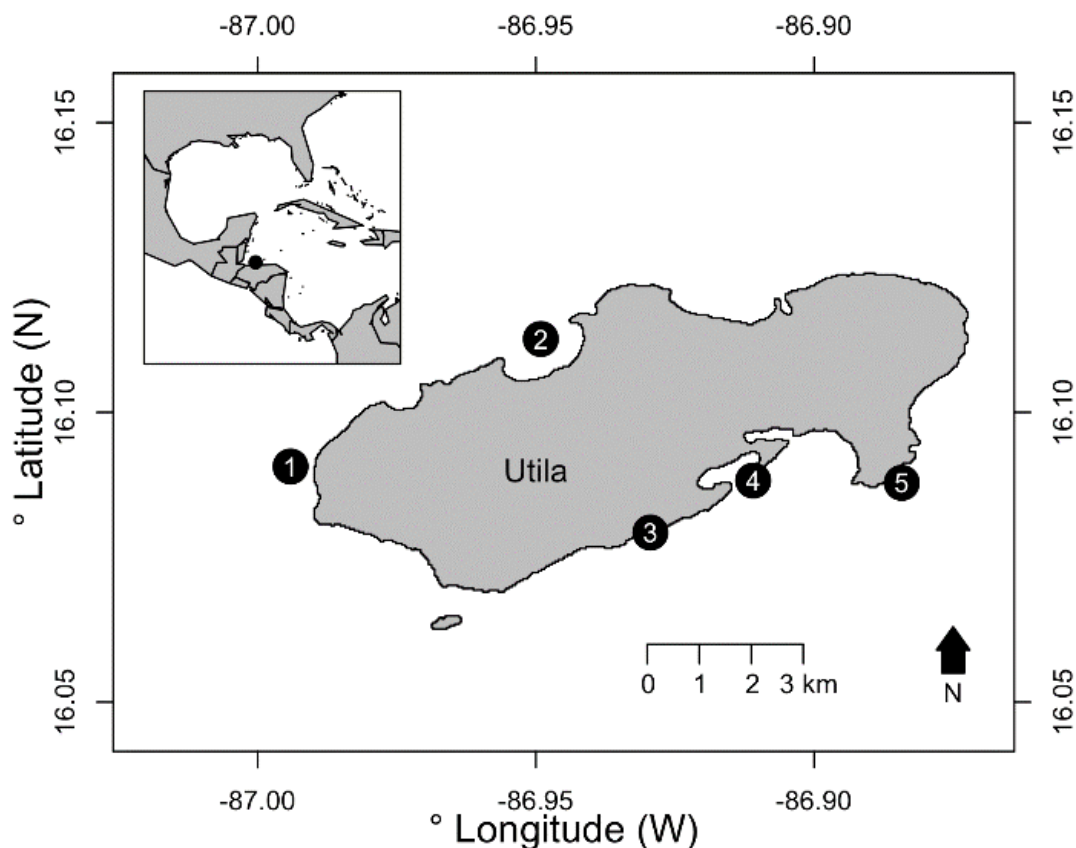 -87.00 -86.95 -86.90
16.15 16.15
2
16.10 16.10
1 Utila
4 5
3
0 1 2 3 km
N
16.05 16.05
-87.00 -86.95 -86.90
° Latitude (N)
° Longitude (W)